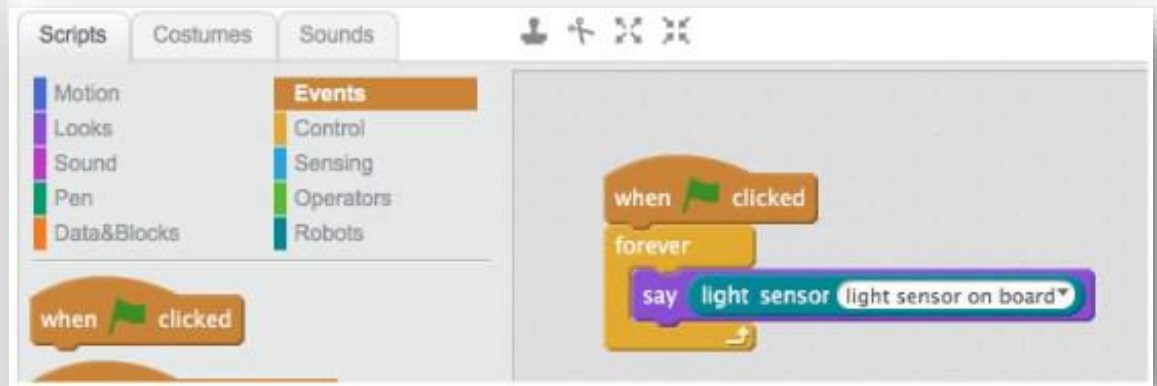 Scripts Costumes Sounds
Motion Events
Looks Control
Sound Sensing
Pen Operators
Data&Blocks Robots
when clicked
when clicked
forever
say light sensor light sensor on board